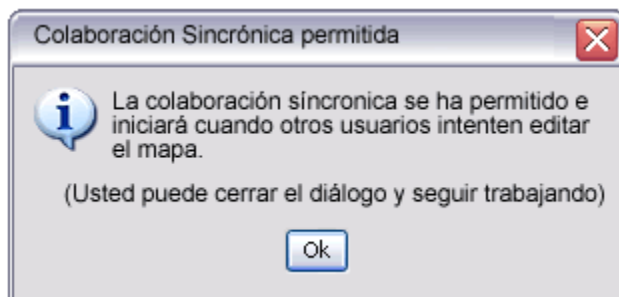 Colaboración Sincrónica permitida
La colaboración síncronica se ha permitido e
iniciará cuando otros usuarios intenten editar
el mapa.
(Usted puede cerrar el diálogo y seguir trabajando)
Ok